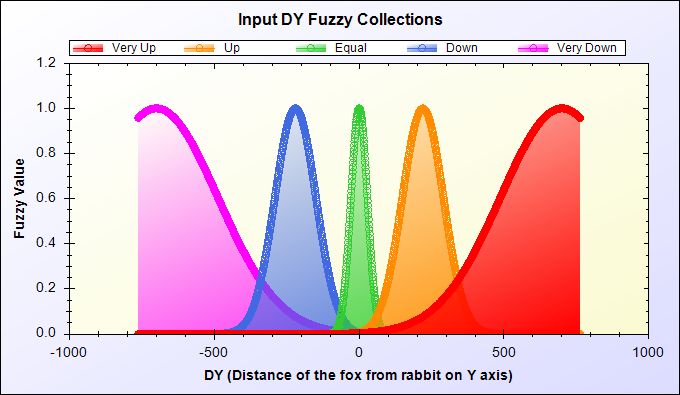 Input DY Fuzzy Collections
Very Up Up Equal Down Very Down
Fuzzy Value
1.2
1.0
0.8
0.6
0.4
0.2
0.0
-1000 -500 0 500 1000
DY (Distance of the fox from rabbit on Y axis)